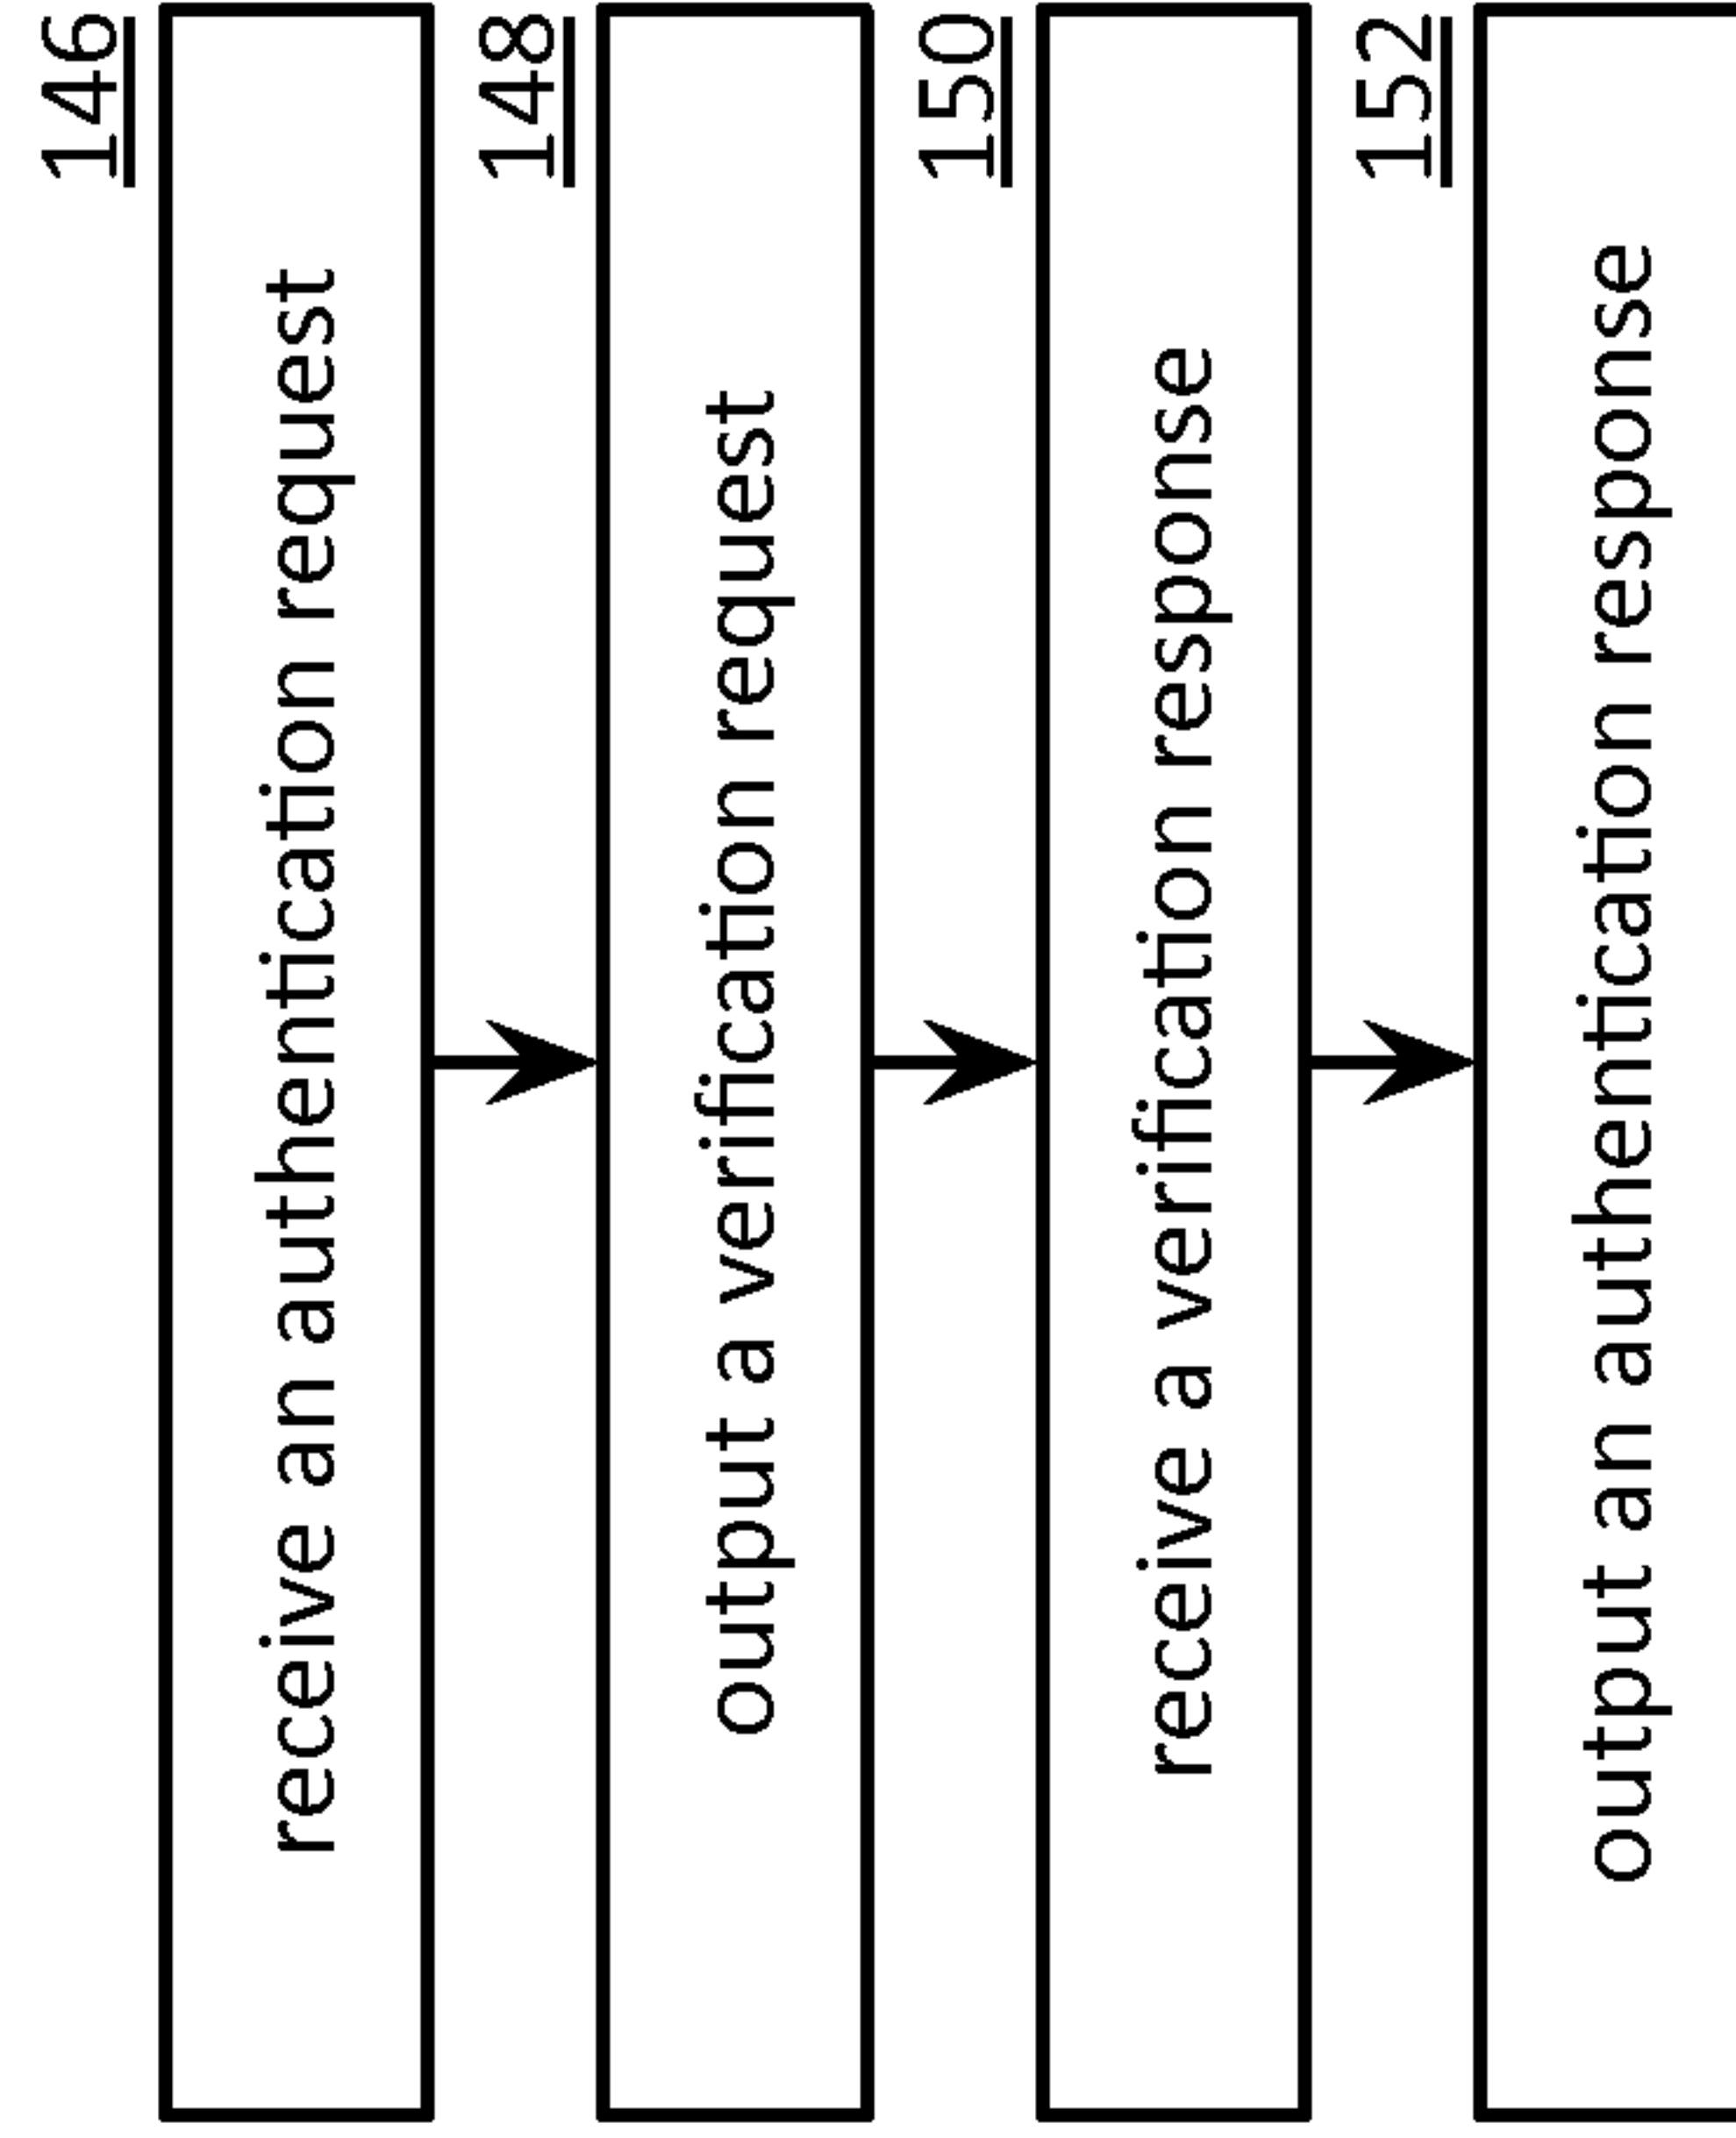 146
receive an authentication request
148
output a verification request
150
receive a verification response
152
output an authentication response